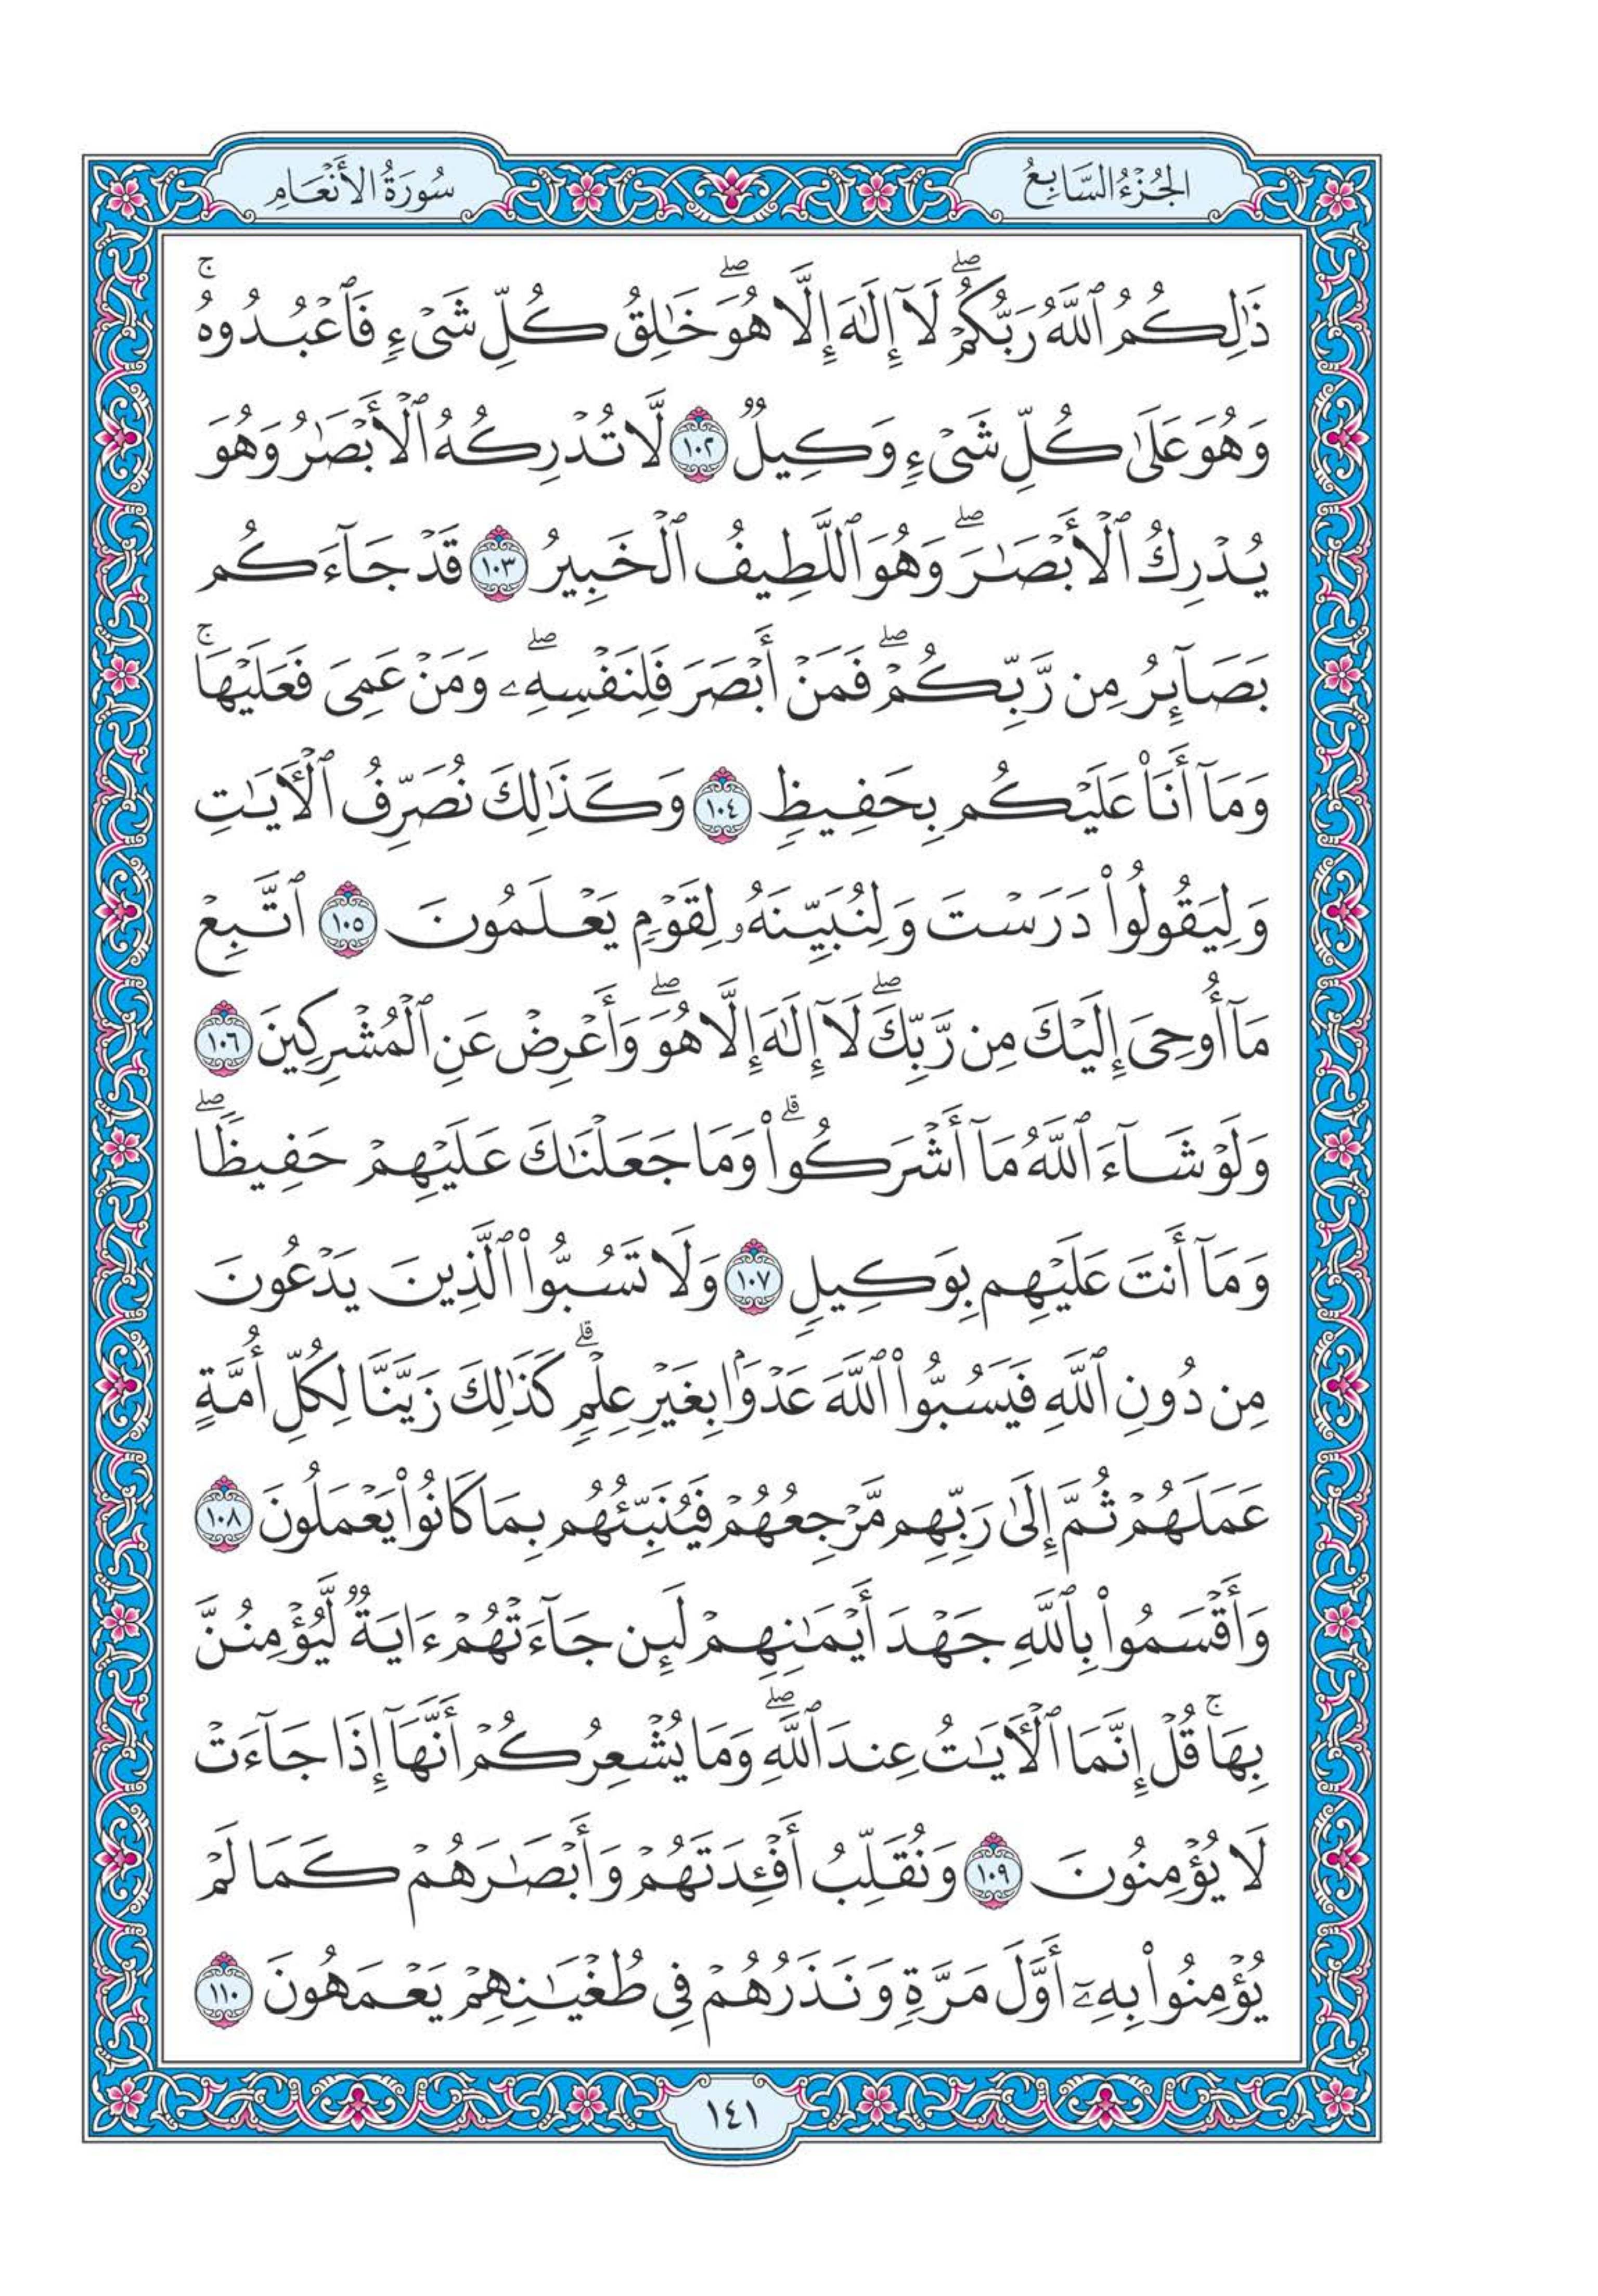 الجُزْءُ السَّابِعُ
سُورَةُ الأَنْعَامِ
ذَٰلِكُمُ ٱللَّهُ رَبُّكُمۡۖ لَآ إِلَٰهَ إِلَّا هُوَۖ خَٰلِقُ كُلِّ شَيۡءٖ فَٱعۡبُدُوهُۚ
وَهُوَ عَلَىٰ كُلِّ شَيۡءٖ وَكِيلٞ ١٠٢ لَّا تُدۡرِكُهُ ٱلۡأَبۡصَٰرُ وَهُوَ
يُدۡرِكُ ٱلۡأَبۡصَٰرَۖ وَهُوَ ٱللَّطِيفُ ٱلۡخَبِيرُ ١٠٣ قَدۡ جَآءَكُم
بَصَآئِرُ مِن رَّبِّكُمۡۖ فَمَنۡ أَبۡصَرَ فَلِنَفۡسِهِۦۖ وَمَنۡ عَمِيَ فَعَلَيۡهَاۚ
وَمَآ أَنَا۠ عَلَيۡكُم بِحَفِيظٖ ١٠٤ وَكَذَٰلِكَ نُصَرِّفُ ٱلۡأٓيَٰتِ
وَلِيَقُولُواْ دَرَسۡتَ وَلِنُبَيِّنَهُۥ لِقَوۡمٖ يَعۡلَمُونَ ١٠٥ ٱتَّبِعۡ
مَآ أُوحِيَ إِلَيۡكَ مِن رَّبِّكَۖ لَآ إِلَٰهَ إِلَّا هُوَۖ وَأَعۡرِضۡ عَنِ ٱلۡمُشۡرِكِينَ ١٠٦
وَلَوۡ شَآءَ ٱللَّهُ مَآ أَشۡرَكُواْۗ وَمَا جَعَلۡنَٰكَ عَلَيۡهِمۡ حَفِيظٗاۖ
وَمَآ أَنتَ عَلَيۡهِم بِوَكِيلٖ ١٠٧ وَلَا تَسُبُّواْ ٱلَّذِينَ يَدۡعُونَ
مِن دُونِ ٱللَّهِ فَيَسُبُّواْ ٱللَّهَ عَدۡوَۢا بِغَيۡرِ عِلۡمٖۗ كَذَٰلِكَ زَيَّنَّا لِكُلِّ أُمَّةٍ
عَمَلَهُمۡ ثُمَّ إِلَىٰ رَبِّهِم مَّرۡجِعُهُمۡ فَيُنَبِّئُهُم بِمَا كَانُواْ يَعۡمَلُونَ ١٠٨
وَأَقۡسَمُواْ بِٱللَّهِ جَهۡدَ أَيۡمَٰنِهِمۡ لَئِن جَآءَتۡهُمۡ ءَايَةٞ لَّيُؤۡمِنُنَّ
بِهَاۚ قُلۡ إِنَّمَا ٱلۡأٓيَٰتُ عِندَ ٱللَّهِۖ وَمَا يُشۡعِرُكُمۡ أَنَّهَآ إِذَا جَآءَتۡ
لَا يُؤۡمِنُونَ ١٠٩ وَنُقَلِّبُ أَفۡـِٔدَتَهُمۡ وَأَبۡصَٰرَهُمۡ كَمَا لَمۡ
يُؤۡمِنُواْ بِهِۦٓ أَوَّلَ مَرَّةٖ وَنَذَرُهُمۡ فِي طُغۡيَٰنِهِمۡ يَعۡمَهُونَ ١١٠
١٤١